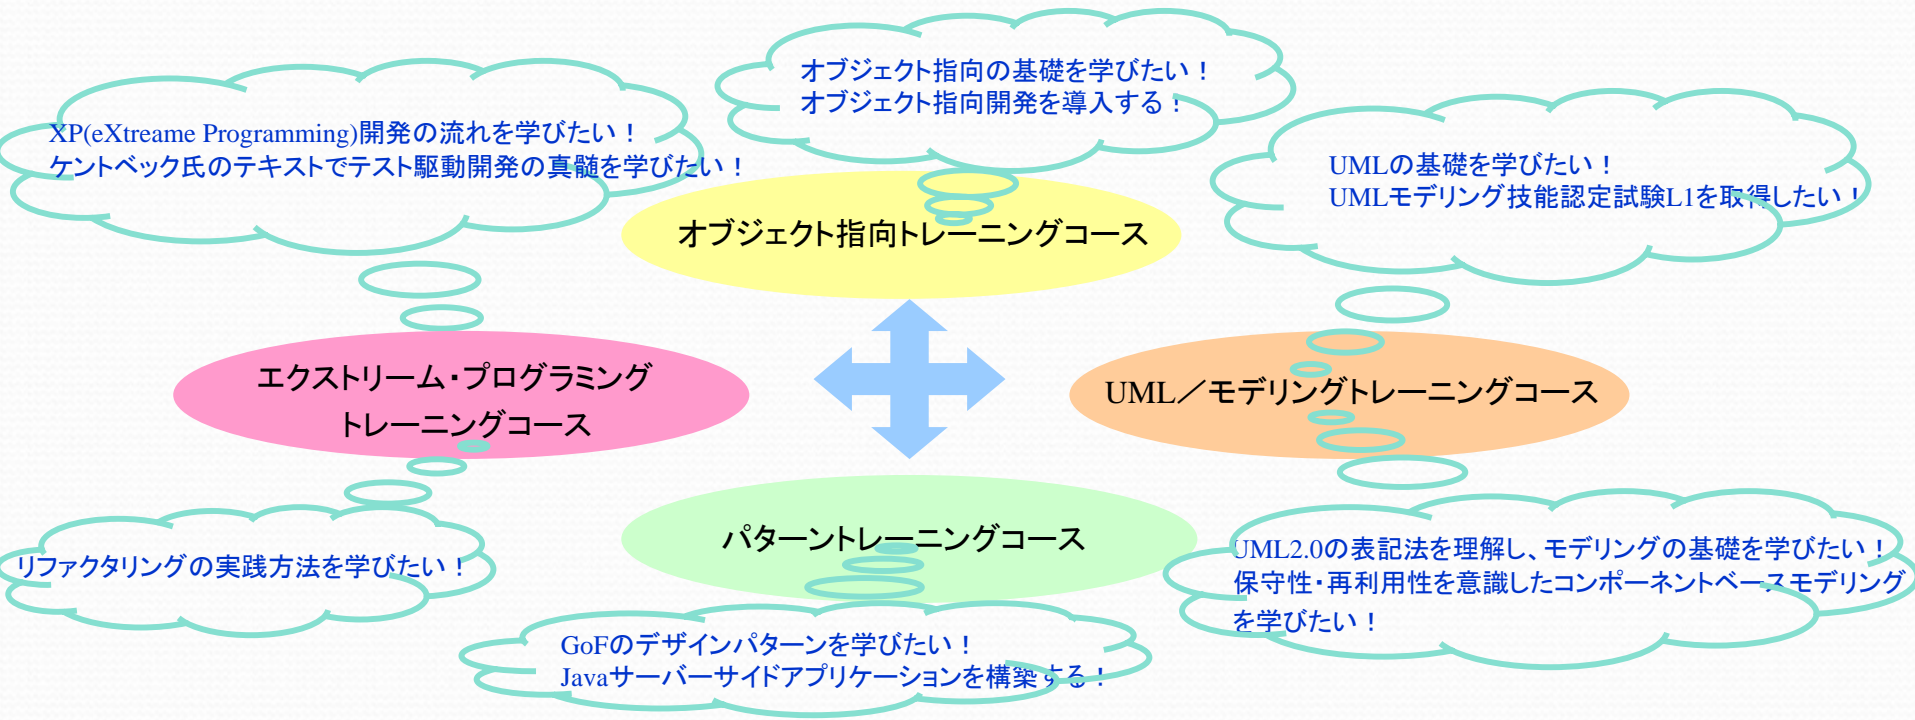 オブジェクト指向の基礎を学びたい！
オブジェクト指向開発を導入する！
XP(eXtreame Programming)開発の流れを学びたい！
ケントベック氏のテキストでテスト駆動開発の真髄を学びたい！
UMLの基礎を学びたい！
UMLモデリング技能認定試験L1を取得したい！
オブジェクト指向トレーニングコース
エクストリーム・プログラミング
トレーニングコース
UML／モデリングトレーニングコース
パターントレーニングコース
リファクタリングの実践方法を学びたい！
UML2.0の表記法を理解し、モデリングの基礎を学びたい！
保守性・再利用性を意識したコンポーネントベースモデリング
を学びたい！
GoFのデザインパターンを学びたい！
Javaサーバーサイドアプリケーションを構築する！